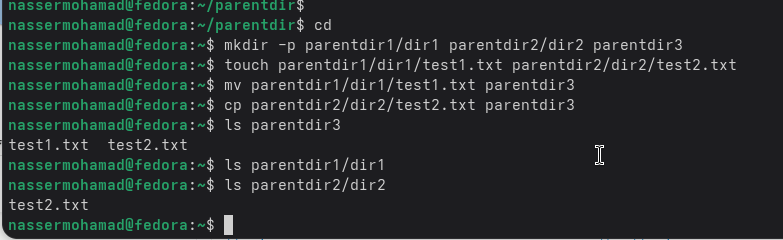 nassermohamad@fedora:~/parentdir$
nassermohamad@fedora:~/parentdir$ cd
nassermohamad@fedora:~$ mkdir -p parentdir1/dir1 parentdir2/dir2 parentdir3
nassermohamad@fedora:~$ touch parentdir1/dir1/test1.txt parentdir2/dir2/test2.txt
nassermohamad@fedora:~$ mv parentdir1/dir1/test1.txt parentdir3
nassermohamad@fedora:~$ cp parentdir2/dir2/test2.txt parentdir3
nassermohamad@fedora:~$ ls parentdir3
test1.txt  test2.txt
nassermohamad@fedora:~$ ls parentdir1/dir1
nassermohamad@fedora:~$ ls parentdir2/dir2
test2.txt
nassermohamad@fedora:~$